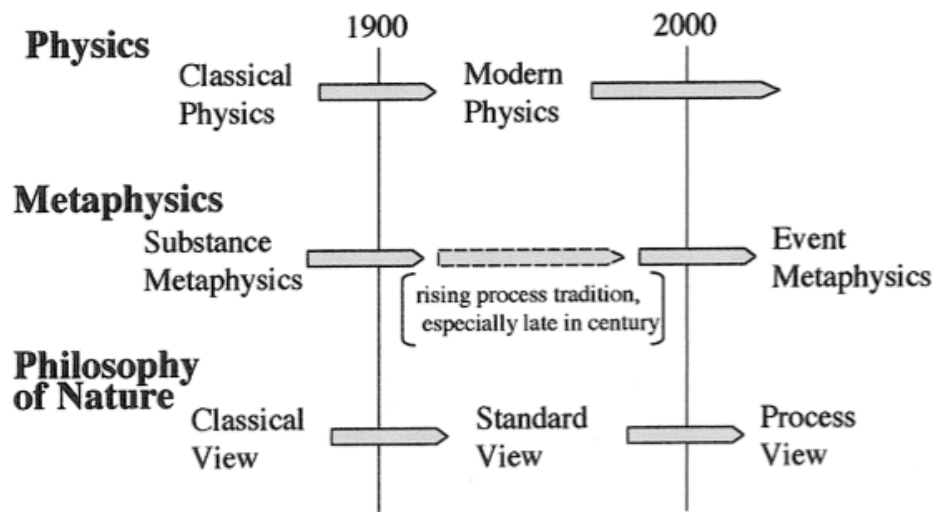 1900
2000
Physics
Classical
Physics
Modern
Physics
Metaphysics
Substance
Metaphysics
Event
Metaphysics
rising process tradition,
especially late in century
Philosophy
of Nature
Classical
View
Standard
View
Process
View